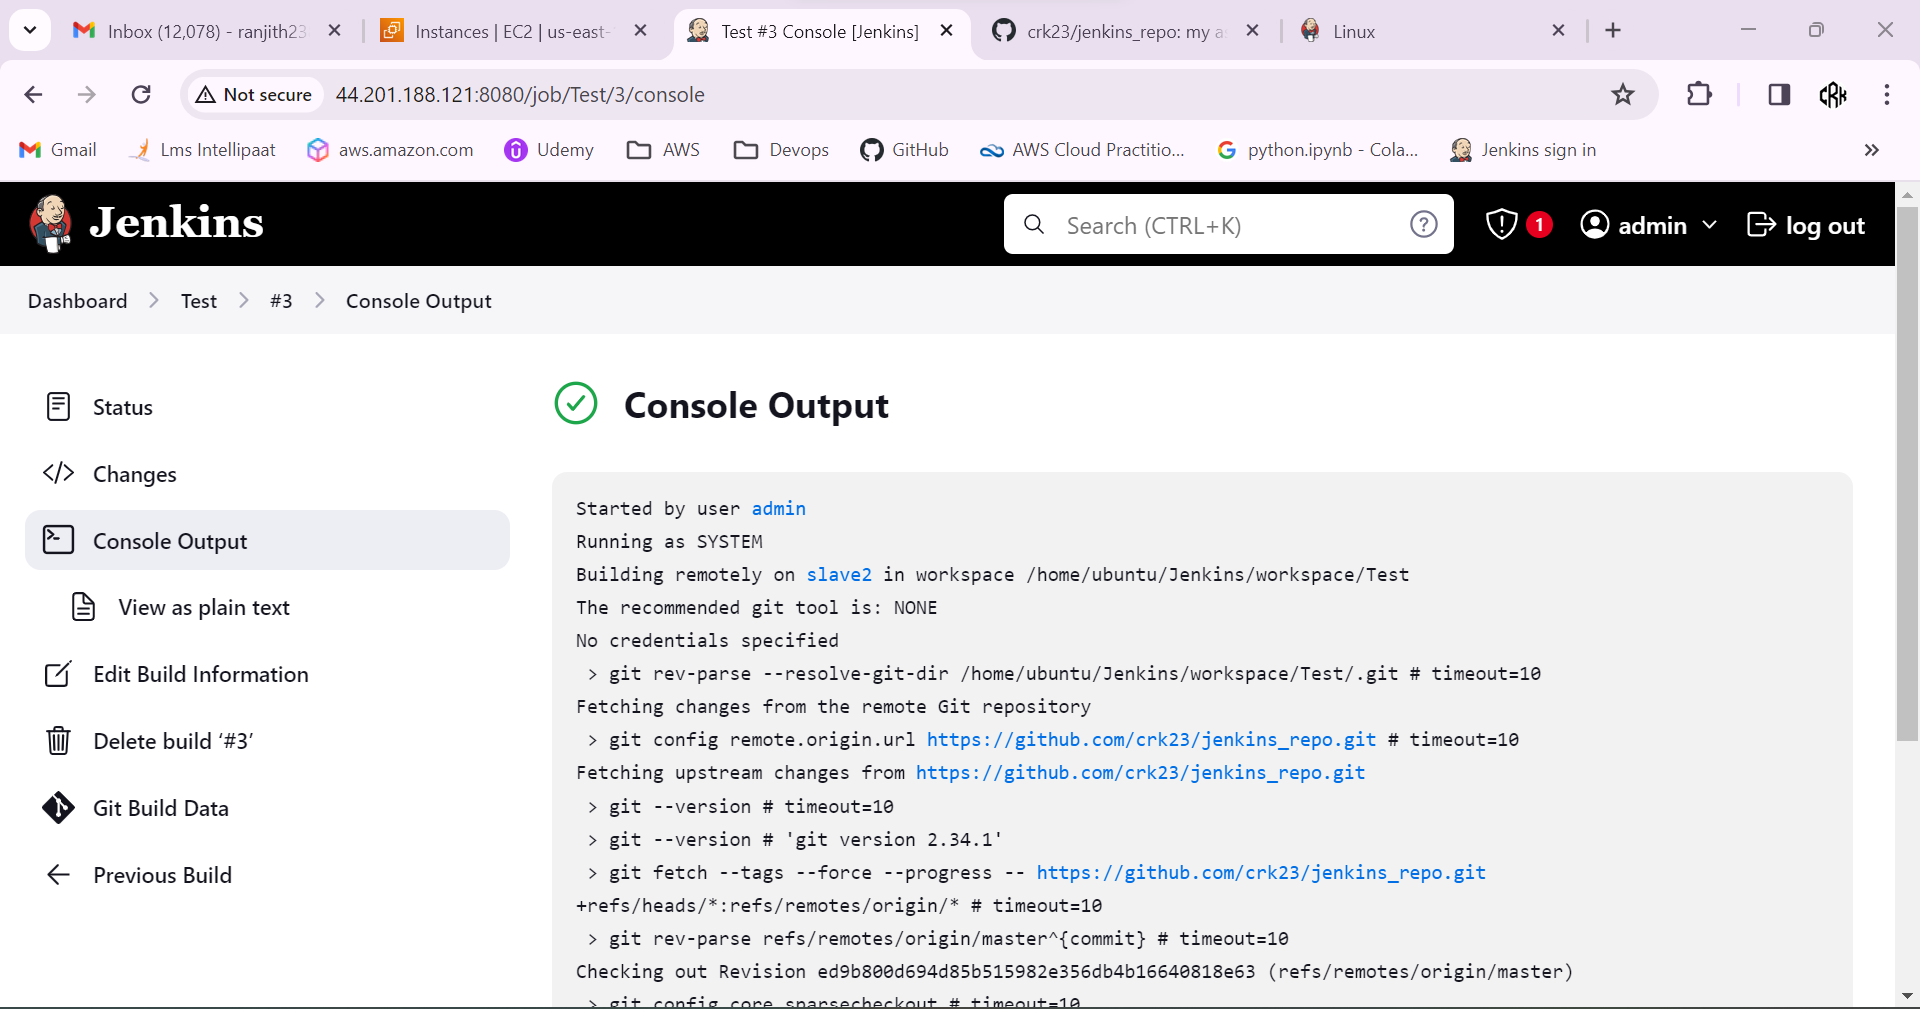 Inbox (12,078) - ranjith23
Instances | EC2 | us-east-
Test #3 Console [Jenkins]
crk23/jenkins_repo: my a
Linux
Not secure
44.201.188.121:8080/job/Test/3/console
Gmail
Lms Intellipaat
aws.amazon.com
Udemy
AWS
Devops
GitHub
AWS Cloud Practitio...
python.ipynb - Cola...
Jenkins sign in
Jenkins
Search (CTRL+K)
1
admin
log out
Dashboard > Test > #3 > Console Output
Status
Changes
Console Output
View as plain text
Edit Build Information
Delete build ‘#3’
Git Build Data
Previous Build
Console Output
Started by user admin
Running as SYSTEM
Building remotely on slave2 in workspace /home/ubuntu/Jenkins/workspace/Test
The recommended git tool is: NONE
No credentials specified
 > git rev-parse --resolve-git-dir /home/ubuntu/Jenkins/workspace/Test/.git # timeout=10
Fetching changes from the remote Git repository
 > git config remote.origin.url https://github.com/crk23/jenkins_repo.git # timeout=10
Fetching upstream changes from https://github.com/crk23/jenkins_repo.git
 > git --version # timeout=10
 > git --version # 'git version 2.34.1'
 > git fetch --tags --force --progress -- https://github.com/crk23/jenkins_repo.git
+refs/heads/*:refs/remotes/origin/* # timeout=10
 > git rev-parse refs/remotes/origin/master^{commit} # timeout=10
Checking out Revision ed9b800d694d85b515982e356db4b16640818e63 (refs/remotes/origin/master)
 > git config core.sparsecheckout # timeout=10